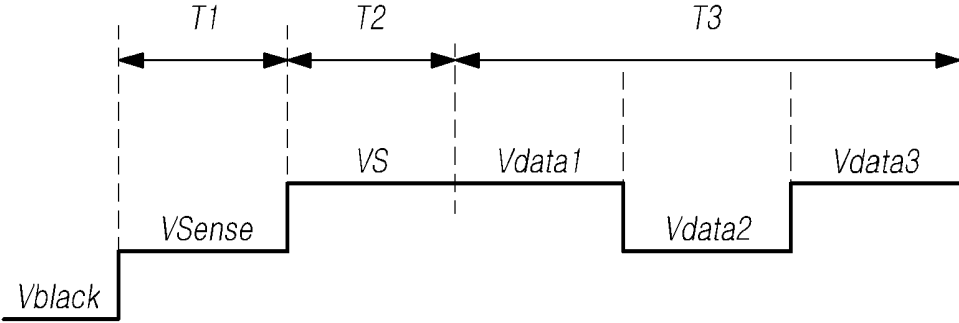 T1 T2 T3
VS Vdata1 Vdata3
VSense Vdata2
Vblack